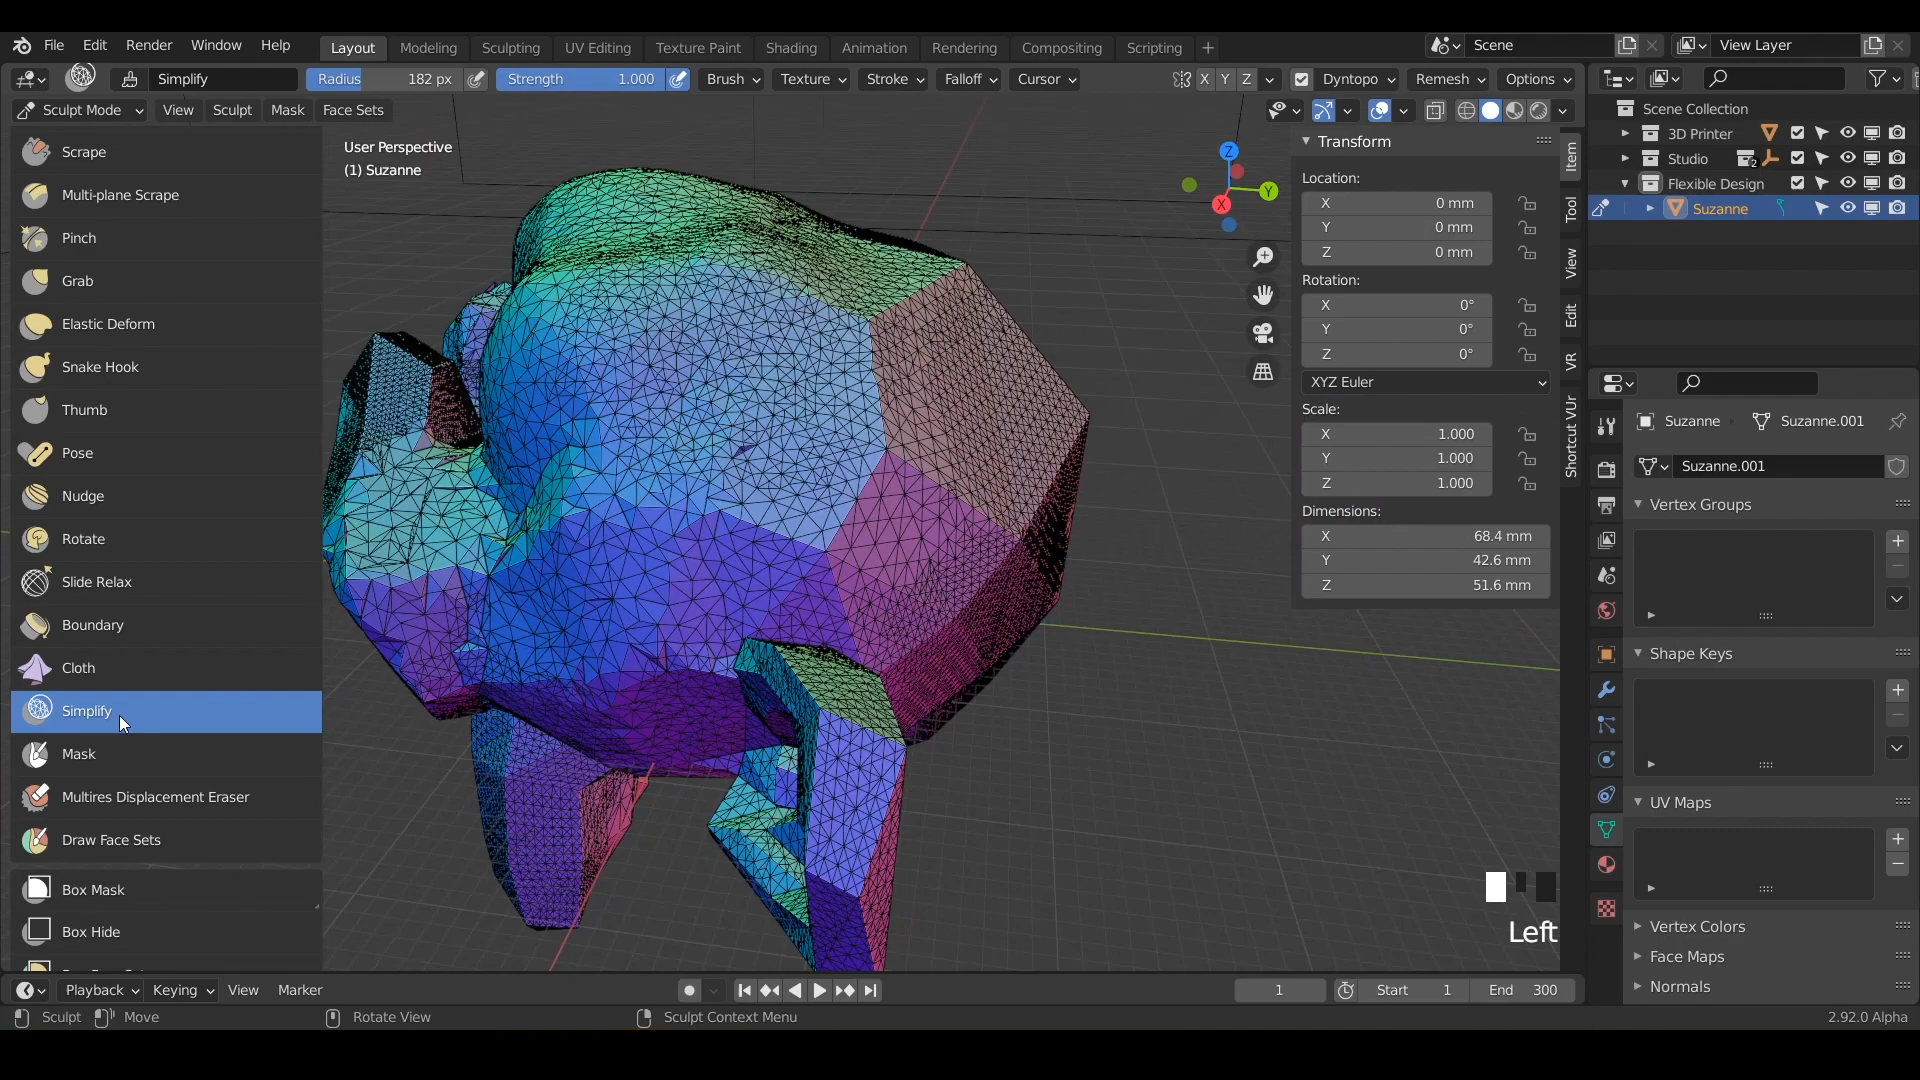 File Edit Render Window Help Layout Modeling Sculpting UV Editing Texture Paint Shading Animation Rendering Compositing Scripting + Scene View Layer
Simplify Radius 182 px Strength 1.000 Brush Texture Stroke Falloff Cursor X Y Z Dyntopo Remesh Options
Sculpt Mode View Sculpt Mask Face Sets
Scrape
Multi-plane Scrape
Pinch
Grab
Elastic Deform
Snake Hook
Thumb
Pose
Nudge
Rotate
Slide Relax
Boundary
Cloth
Simplify
Mask
Multires Displacement Eraser
Draw Face Sets
Box Mask
Box Hide
User Perspective
(1) Suzanne
Z
Y
X
Left
Transform
Location:
X 0 mm
Y 0 mm
Z 0 mm
Rotation:
X 0°
Y 0°
Z 0°
XYZ Euler
Scale:
X 1.000
Y 1.000
Z 1.000
Dimensions:
X 68.4 mm
Y 42.6 mm
Z 51.6 mm
Item
Tool
View
Edit
VR
Shortcut VUr
Scene Collection
3D Printer
Studio 2
Flexible Design
Suzanne
Suzanne Suzanne.001
Suzanne.001
Vertex Groups
Shape Keys
UV Maps
Vertex Colors
Face Maps
Normals
Playback Keying View Marker 1 Start 1 End 300
Sculpt Move Rotate View Sculpt Context Menu 2.92.0 Alpha